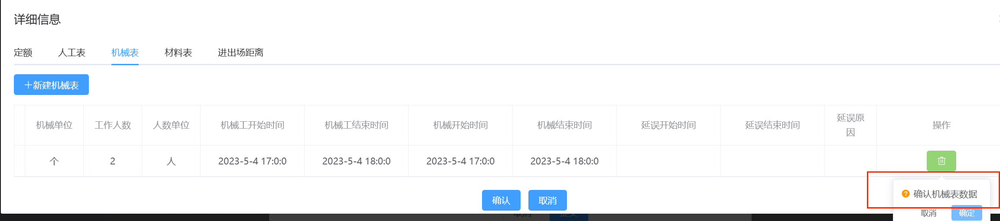 详细信息
定额 人工表 机械表 材料表 进出场距离
+新建机械表
机械单位 工作人数 人数单位 机械工开始时间 机械工结束时间 机械开始时间 机械结束时间 延误开始时间 延误结束时间 延误原因 操作
个 2 人 2023-5-4 17:0:0 2023-5-4 18:0:0 2023-5-4 17:0:0 2023-5-4 18:0:0
确认机械表数据
确认 取消
取消 确定
取消 提交